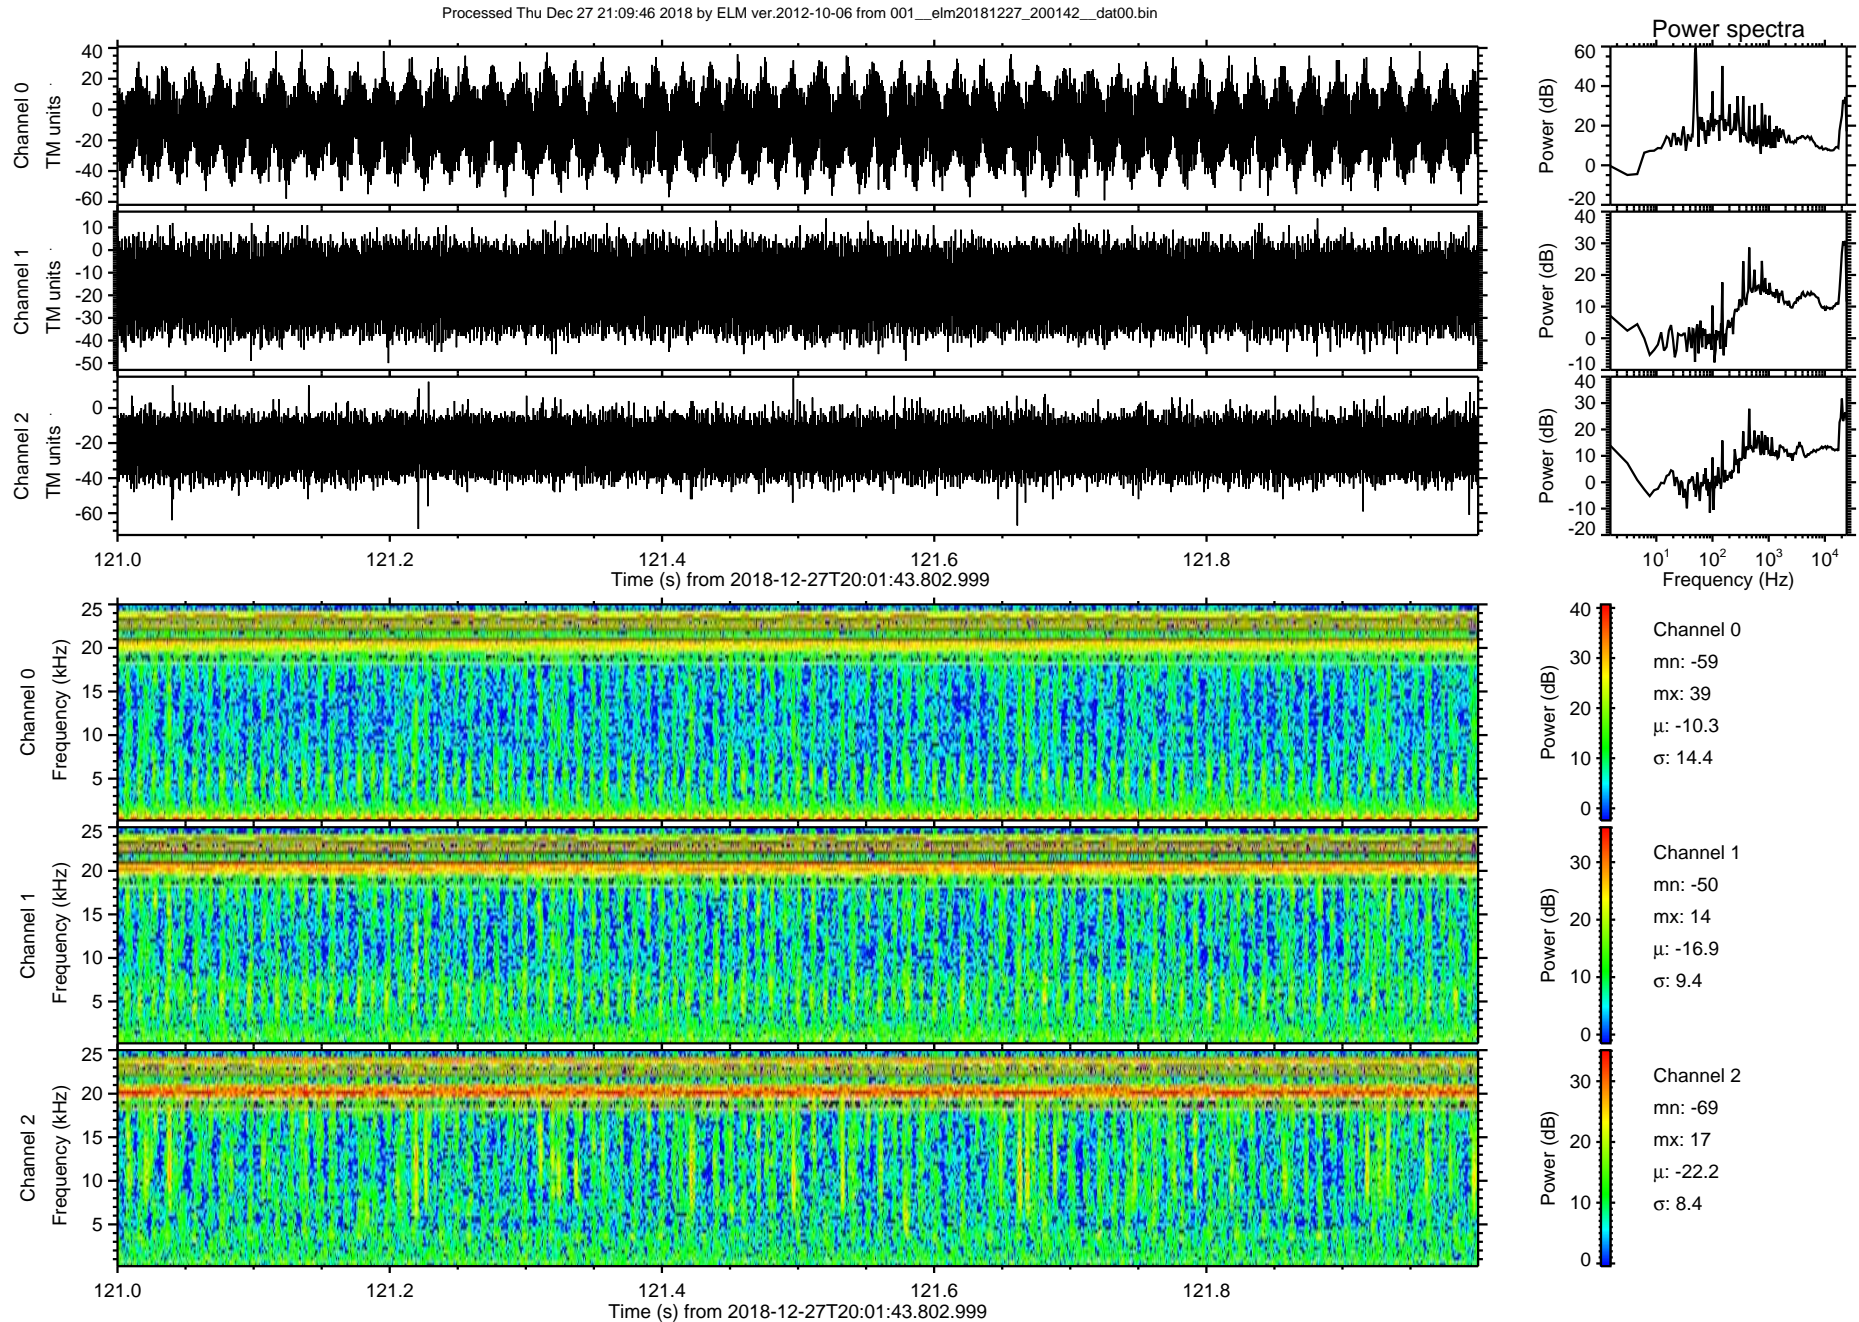 Processed Thu Dec 27 21:09:46 2018 by ELM ver.2012-10-06 from 001__elm20181227_200142__dat00.bin
Power spectra
Channel 0
TM units
40
20
0
-20
-40
-60
Power (dB)
60
40
20
0
-20
Channel 1
TM units
10
0
-10
-20
-30
-40
-50
Power (dB)
40
30
20
10
0
-10
Channel 2
TM units
0
-20
-40
-60
Power (dB)
40
30
20
10
0
-10
-20
121.0 121.2 121.4 121.6 121.8
Time (s) from 2018-12-27T20:01:43.802.999
10¹ 10² 10³ 10⁴
Frequency (Hz)
Channel 0
Frequency (kHz)
25
20
15
10
5
Power (dB)
40
30
20
10
0
Channel 0
mn: -59
mx: 39
µ: -10.3
σ: 14.4
Channel 1
Frequency (kHz)
25
20
15
10
5
Power (dB)
30
20
10
0
Channel 1
mn: -50
mx: 14
µ: -16.9
σ: 9.4
Channel 2
Frequency (kHz)
25
20
15
10
5
Power (dB)
30
20
10
0
Channel 2
mn: -69
mx: 17
µ: -22.2
σ: 8.4
121.0 121.2 121.4 121.6 121.8
Time (s) from 2018-12-27T20:01:43.802.999